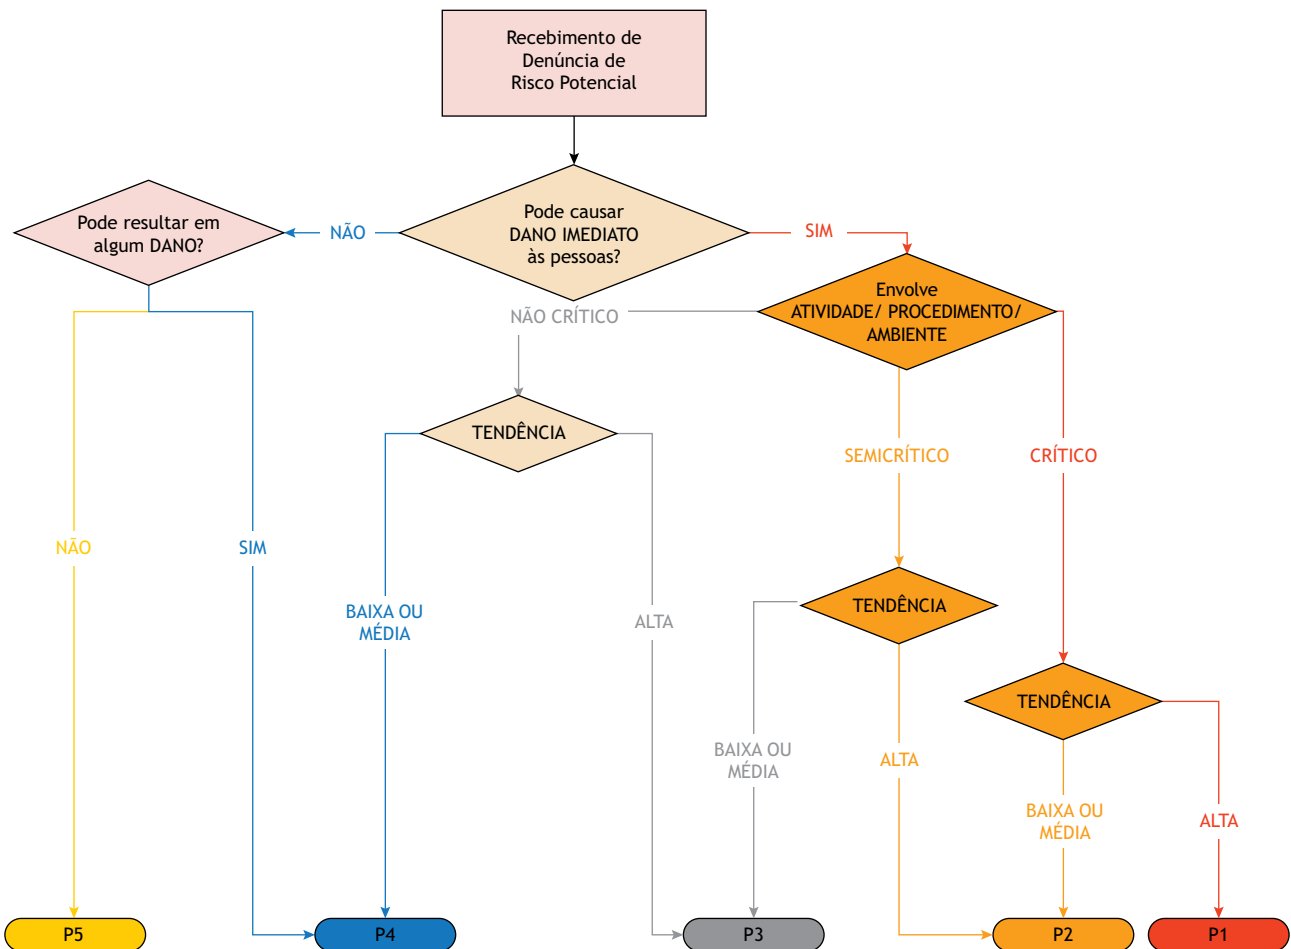 Recebimento de
Denúncia de
Risco Potencial
Pode resultar em
algum DANO?
NÃO
Pode causar
DANO IMEDIATO
às pessoas?
SIM
Envolve
ATIVIDADE/ PROCEDIMENTO/
AMBIENTE
NÃO CRÍTICO
TENDÊNCIA
SEMICRÍTICO
CRÍTICO
NÃO
SIM
BAIXA OU
MÉDIA
ALTA
TENDÊNCIA
TENDÊNCIA
BAIXA OU
MÉDIA
ALTA
BAIXA OU
MÉDIA
ALTA
P5
P4
P3
P2
P1